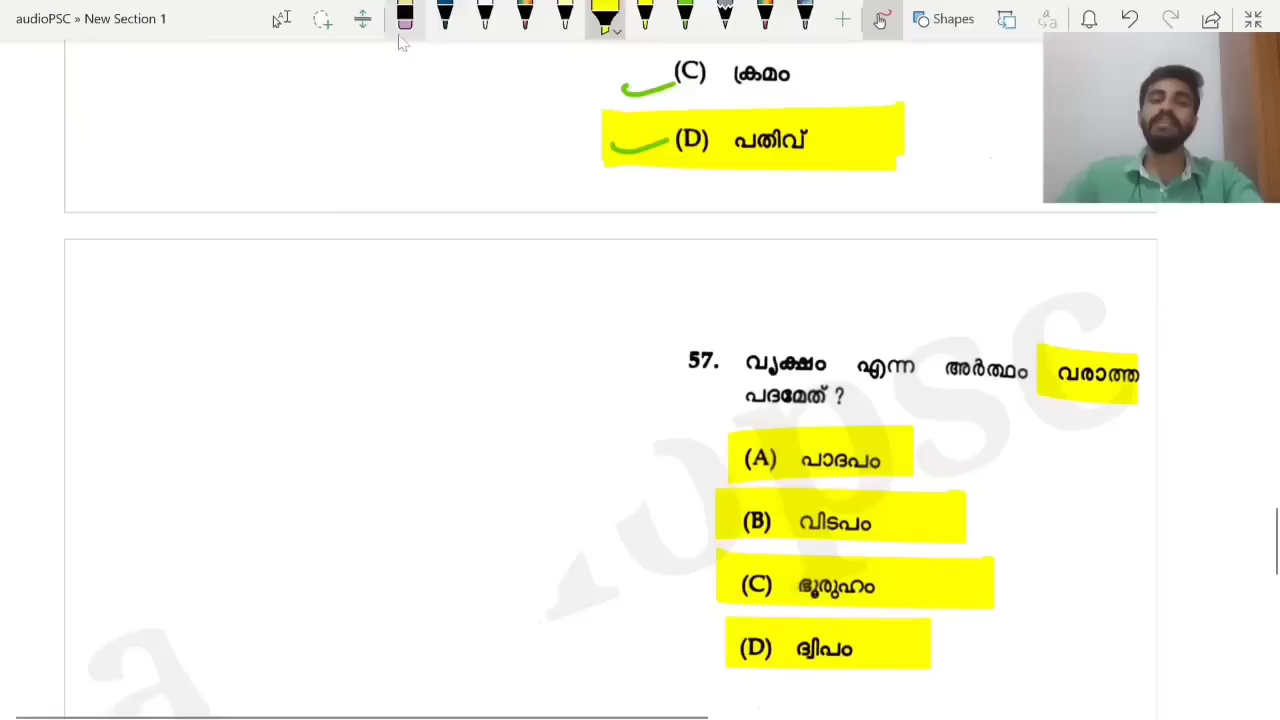 audioPSC » New Section 1
Shapes
(C) ക്രമം
(D) പതിവ്
57. വൃക്ഷം എന്ന അർത്ഥം വരാത്ത
പദമേത് ?
(A) പാദപം
(B) വിടപം
(C) ഭൂരുഹം
(D) ദ്വിപം